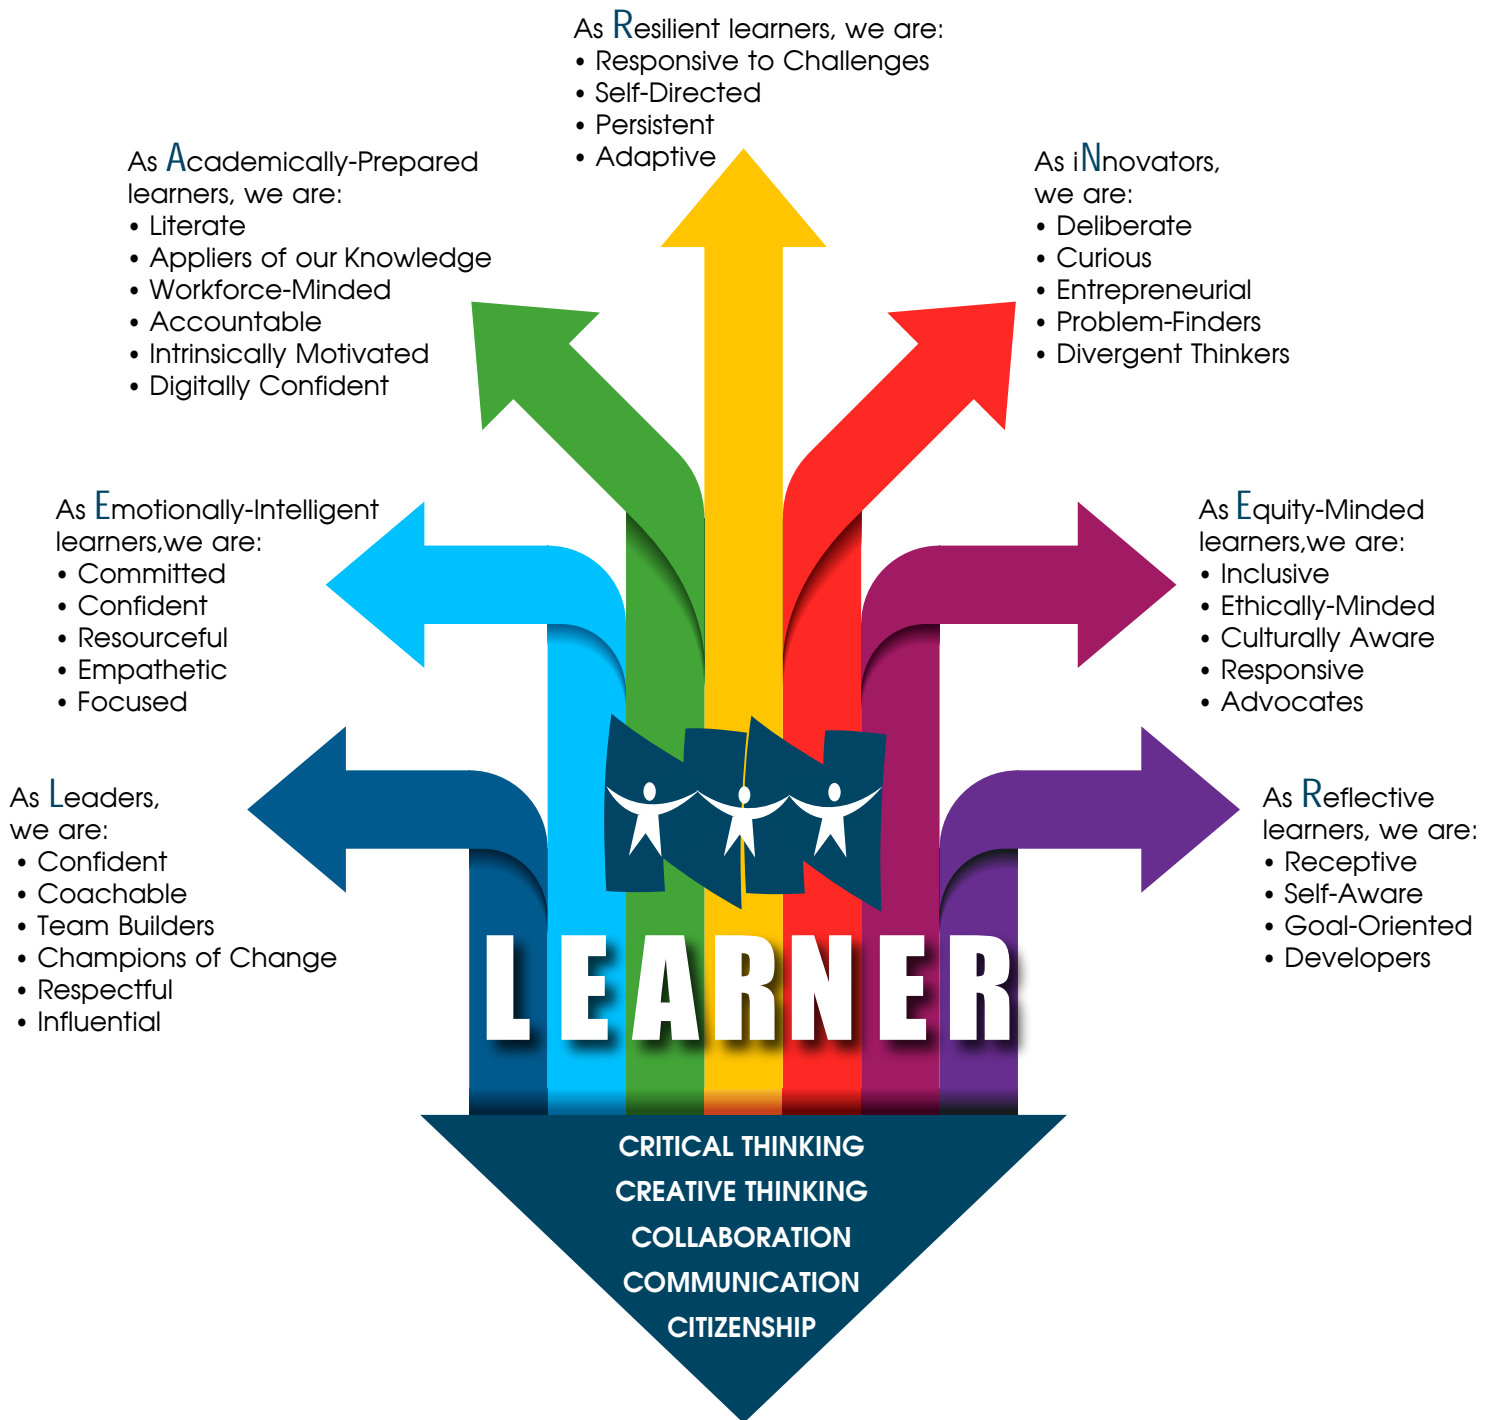 As Resilient learners, we are:
• Responsive to Challenges
• Self-Directed
• Persistent
• Adaptive
As Academically-Prepared
learners, we are:
• Literate
• Appliers of our Knowledge
• Workforce-Minded
• Accountable
• Intrinsically Motivated
• Digitally Confident
As iNnovators,
we are:
• Deliberate
• Curious
• Entrepreneurial
• Problem-Finders
• Divergent Thinkers
As Emotionally-Intelligent
learners,we are:
• Committed
• Confident
• Resourceful
• Empathetic
• Focused
As Equity-Minded
learners,we are:
• Inclusive
• Ethically-Minded
• Culturally Aware
• Responsive
• Advocates
As Leaders,
we are:
• Confident
• Coachable
• Team Builders
• Champions of Change
• Respectful
• Influential
As Reflective
learners, we are:
• Receptive
• Self-Aware
• Goal-Oriented
• Developers
LEARNER
CRITICAL THINKING
CREATIVE THINKING
COLLABORATION
COMMUNICATION
CITIZENSHIP